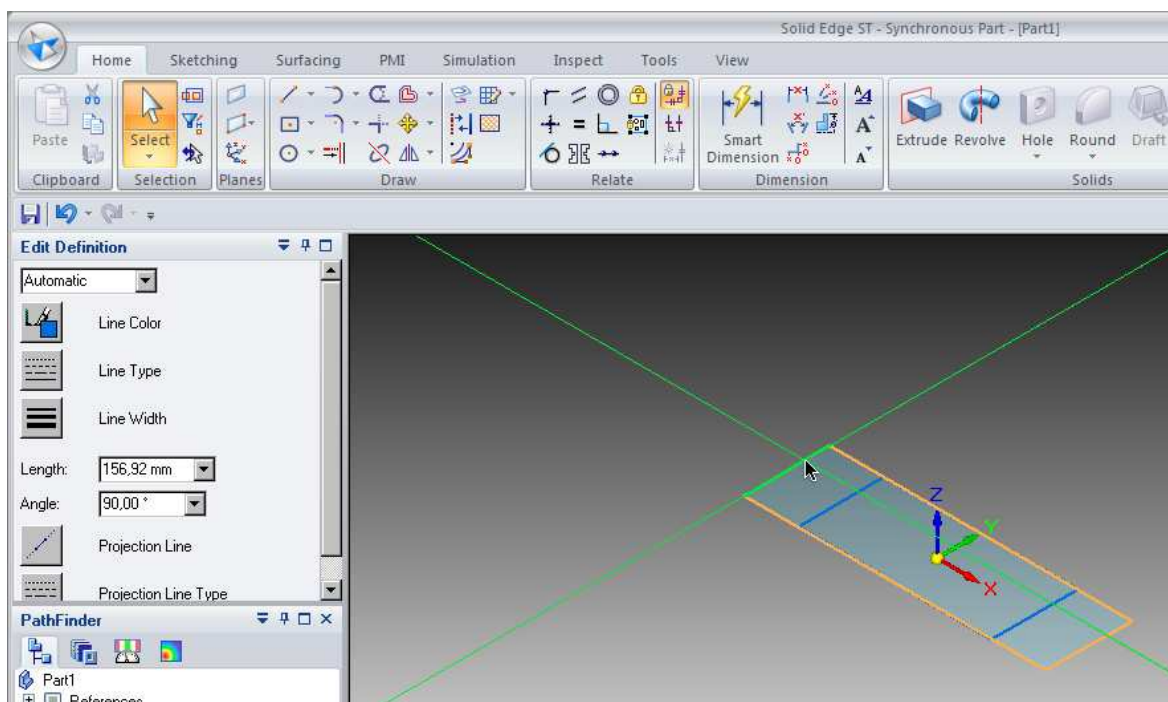 Solid Edge ST - Synchronous Part - [Part1]
Home Sketching Surfacing PMI Simulation Inspect Tools View
Paste
Select
Smart
Dimension
Extrude Revolve Hole Round Draft
Clipboard Selection Planes Draw Relate Dimension Solids
Edit Definition
Automatic
Line Color
Line Type
Line Width
Length: 156,92 mm
Angle: 90,00 °
Projection Line
Projection Line Type
PathFinder
Part1
References
Z
Y
X